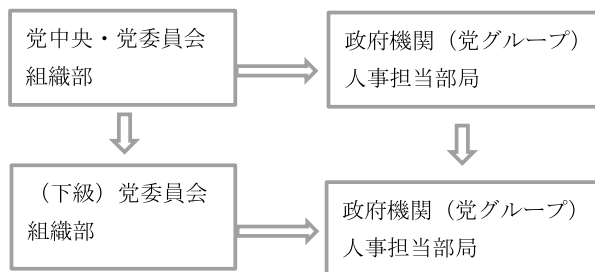 党中央・党委員会
組織部
政府機関（党グループ）
人事担当部局
（下級）党委員会
組織部
政府機関（党グループ）
人事担当部局